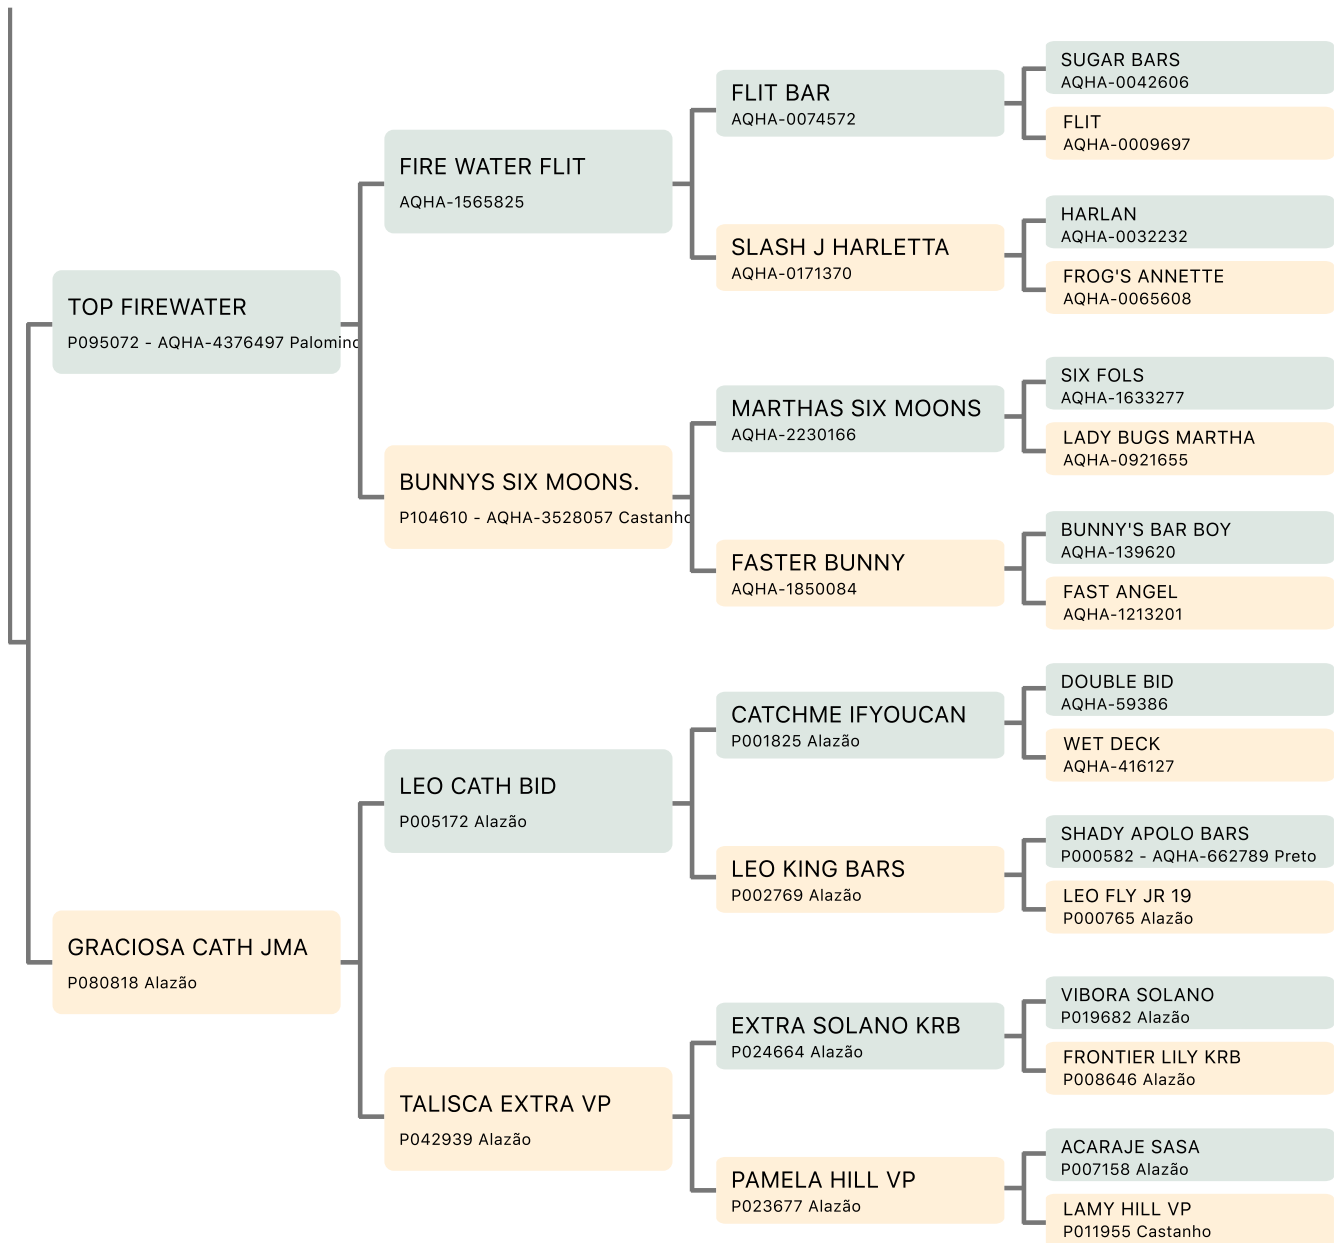 SUGAR BARS
AQHA-0042606
FLIT BAR
AQHA-0074572
FLIT
AQHA-0009697
FIRE WATER FLIT
AQHA-1565825
HARLAN
AQHA-0032232
SLASH J HARLETTA
AQHA-0171370
FROG'S ANNETTE
AQHA-0065608
TOP FIREWATER
P095072 - AQHA-4376497 Palomino
SIX FOLS
AQHA-1633277
MARTHAS SIX MOONS
AQHA-2230166
LADY BUGS MARTHA
AQHA-0921655
BUNNYS SIX MOONS.
P104610 - AQHA-3528057 Castanho
BUNNY'S BAR BOY
AQHA-139620
FASTER BUNNY
AQHA-1850084
FAST ANGEL
AQHA-1213201
DOUBLE BID
AQHA-59386
CATCHME IFYOUCAN
P001825 Alazão
WET DECK
AQHA-416127
LEO CATH BID
P005172 Alazão
SHADY APOLO BARS
P000582 - AQHA-662789 Preto
LEO KING BARS
P002769 Alazão
LEO FLY JR 19
P000765 Alazão
GRACIOSA CATH JMA
P080818 Alazão
VIBORA SOLANO
P019682 Alazão
EXTRA SOLANO KRB
P024664 Alazão
FRONTIER LILY KRB
P008646 Alazão
TALISCA EXTRA VP
P042939 Alazão
ACARAJE SASA
P007158 Alazão
PAMELA HILL VP
P023677 Alazão
LAMY HILL VP
P011955 Castanho